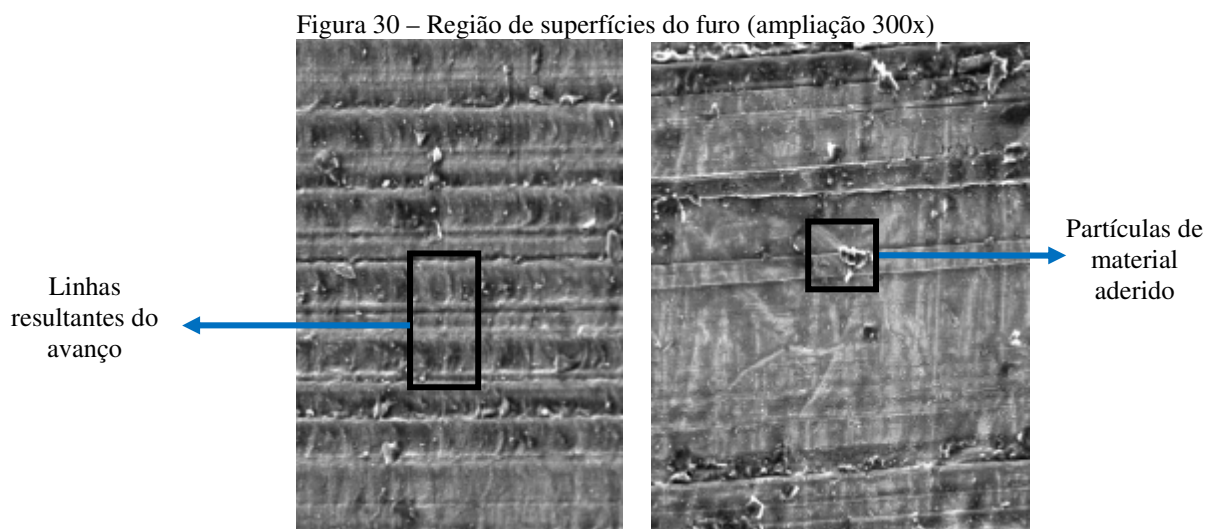 Figura 30 – Região de superfícies do furo (ampliação 300x)
Linhas
resultantes do
avanço
Partículas de
material
aderido